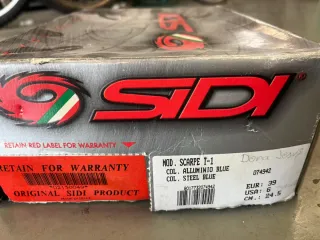 SIDI
RETAIN RED LABEL FOR WARRANTY
RETAIN FOR WARRANTY
ORIGINAL SIDI PRODUCT
MOD. SCARPE T-1
COL. ALLUMINIO BLUE
COL. STEEL BLUE
074942
EUR: 39
USA: 6
CM.: 24.5